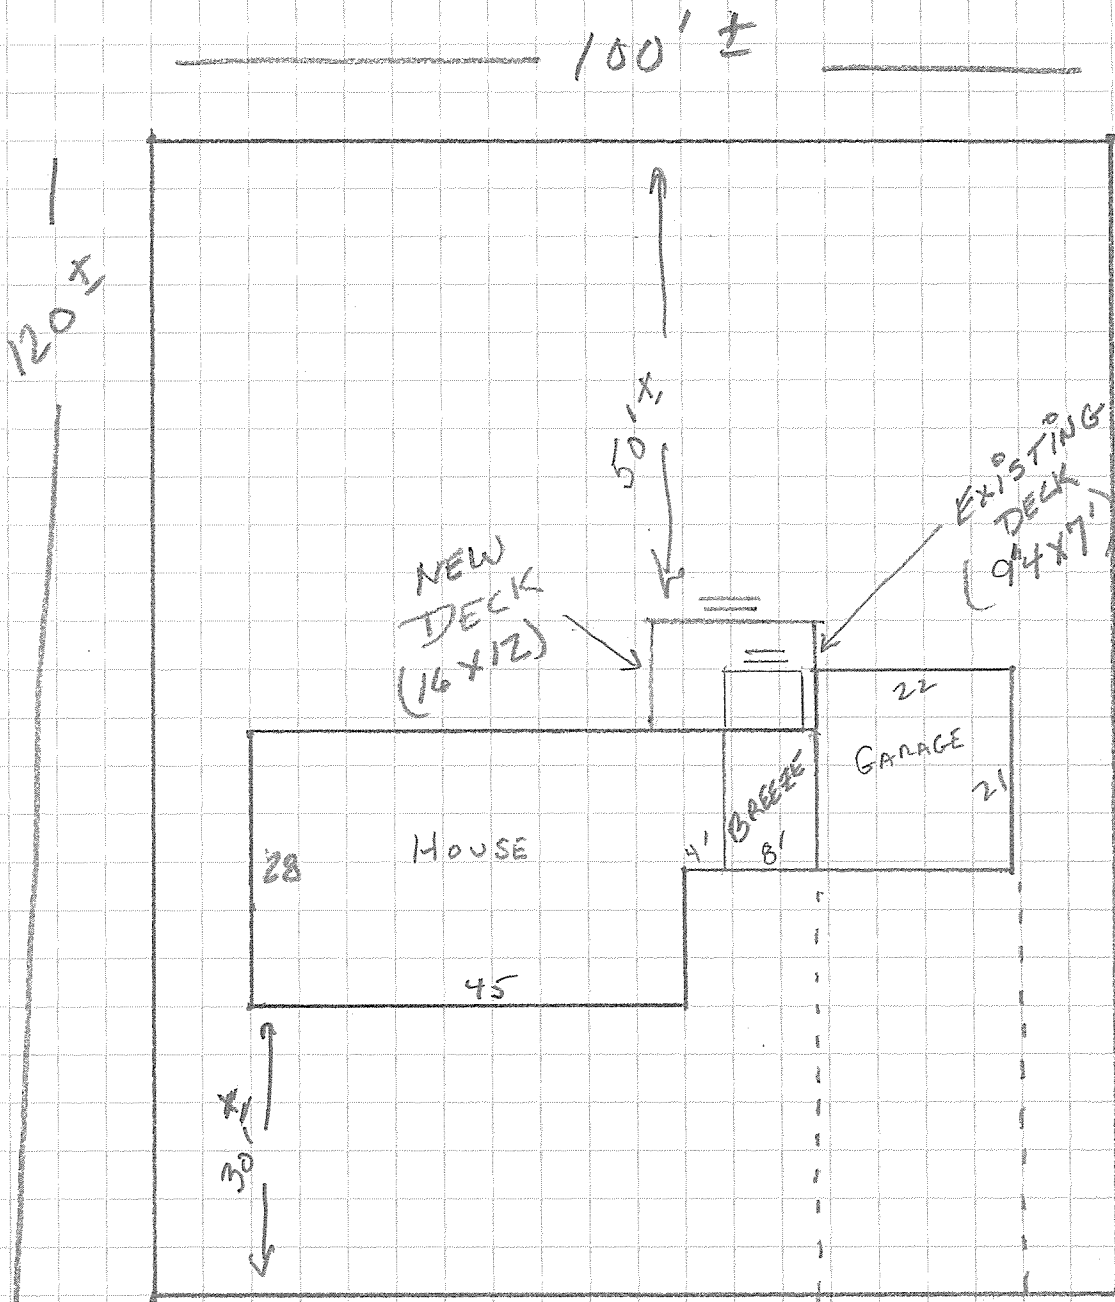 100' ±
120 ±
50' ±
EXISTING
DECK
(9'4 x 7')
NEW
DECK
(16 x 12)
22
GARAGE
21
BREEZE
HOUSE
28
4'
8'
45
30' ±